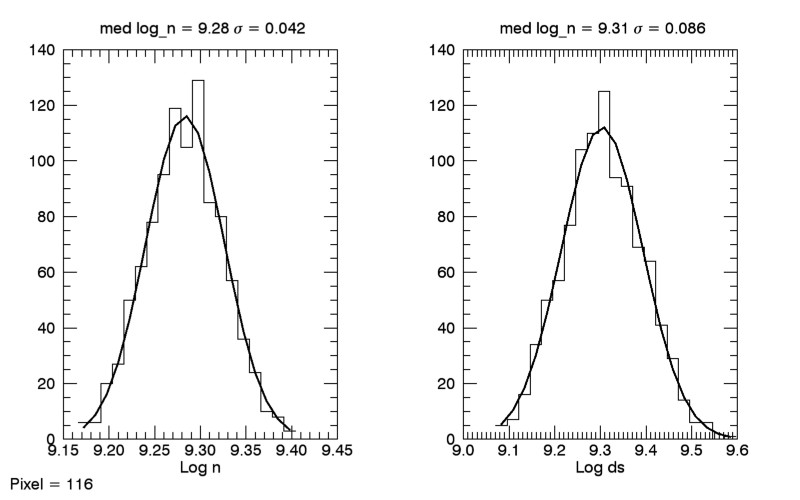 med log_n = 9.28 σ = 0.042
140
120
100
80
60
40
20
0
9.15 9.20 9.25 9.30 9.35 9.40 9.45
Log n
med log_n = 9.31 σ = 0.086
140
120
100
80
60
40
20
0
9.0 9.1 9.2 9.3 9.4 9.5 9.6
Log ds
Pixel = 116